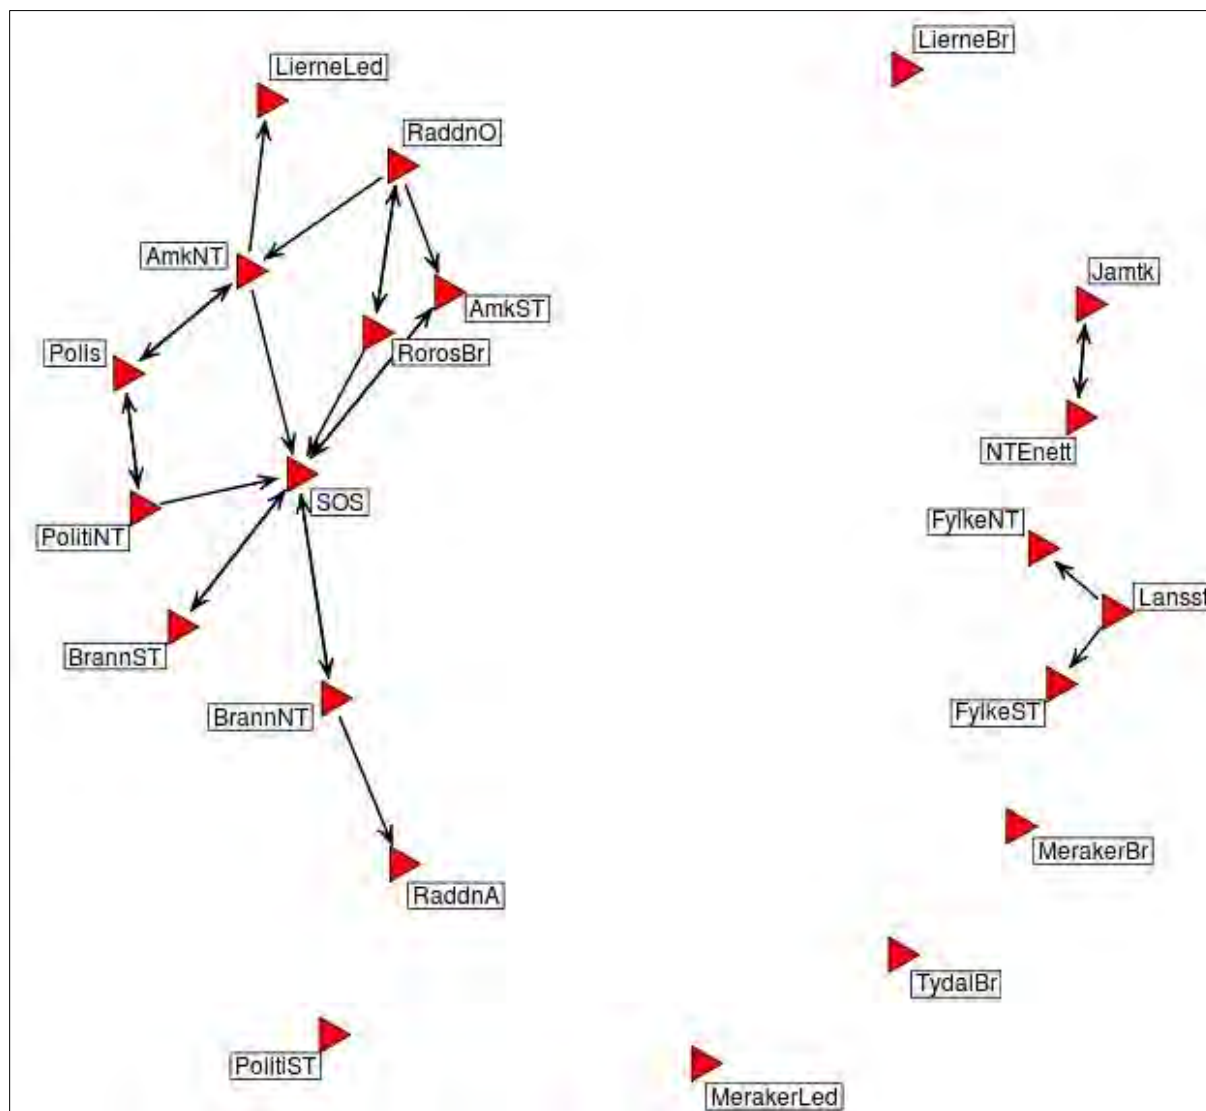 LierneBr
LierneLed
RaddnO
AmkNT
Jamtk
AmkST
Polis
RorosBr
NTEnett
SOS
FylkeNT
PolitiNT
Lansst
BrannST
FylkeST
BrannNT
MerakerBr
RaddnA
TydalBr
PolitiST
MerakerLed